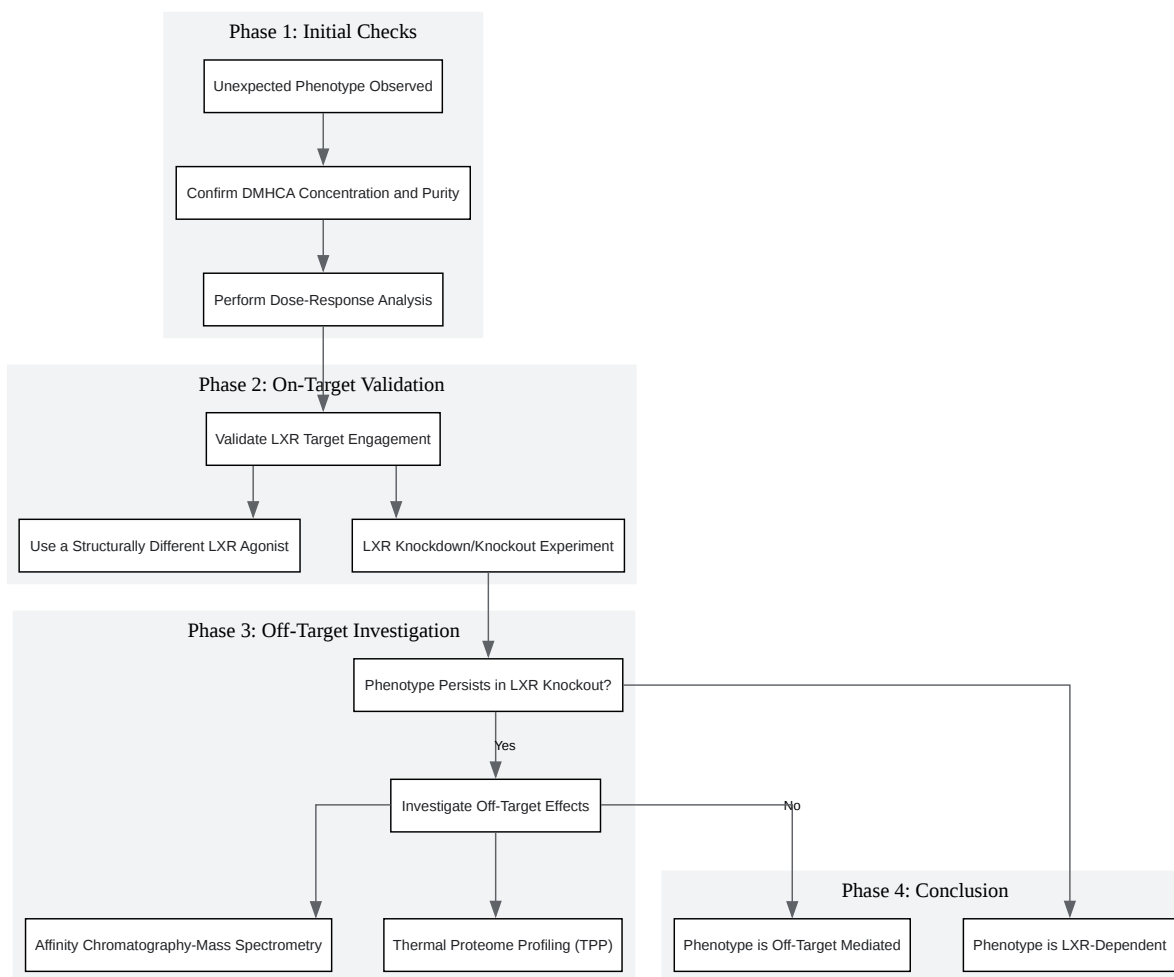 Phase 1: Initial Checks
Unexpected Phenotype Observed
Confirm DMHCA Concentration and Purity
Perform Dose-Response Analysis
Phase 2: On-Target Validation
Validate LXR Target Engagement
Use a Structurally Different LXR Agonist
LXR Knockdown/Knockout Experiment
Phase 3: Off-Target Investigation
Phenotype Persists in LXR Knockout?
Yes
Investigate Off-Target Effects
No
Phase 4: Conclusion
Affinity Chromatography-Mass Spectrometry
Thermal Proteome Profiling (TPP)
Phenotype is Off-Target Mediated
Phenotype is LXR-Dependent